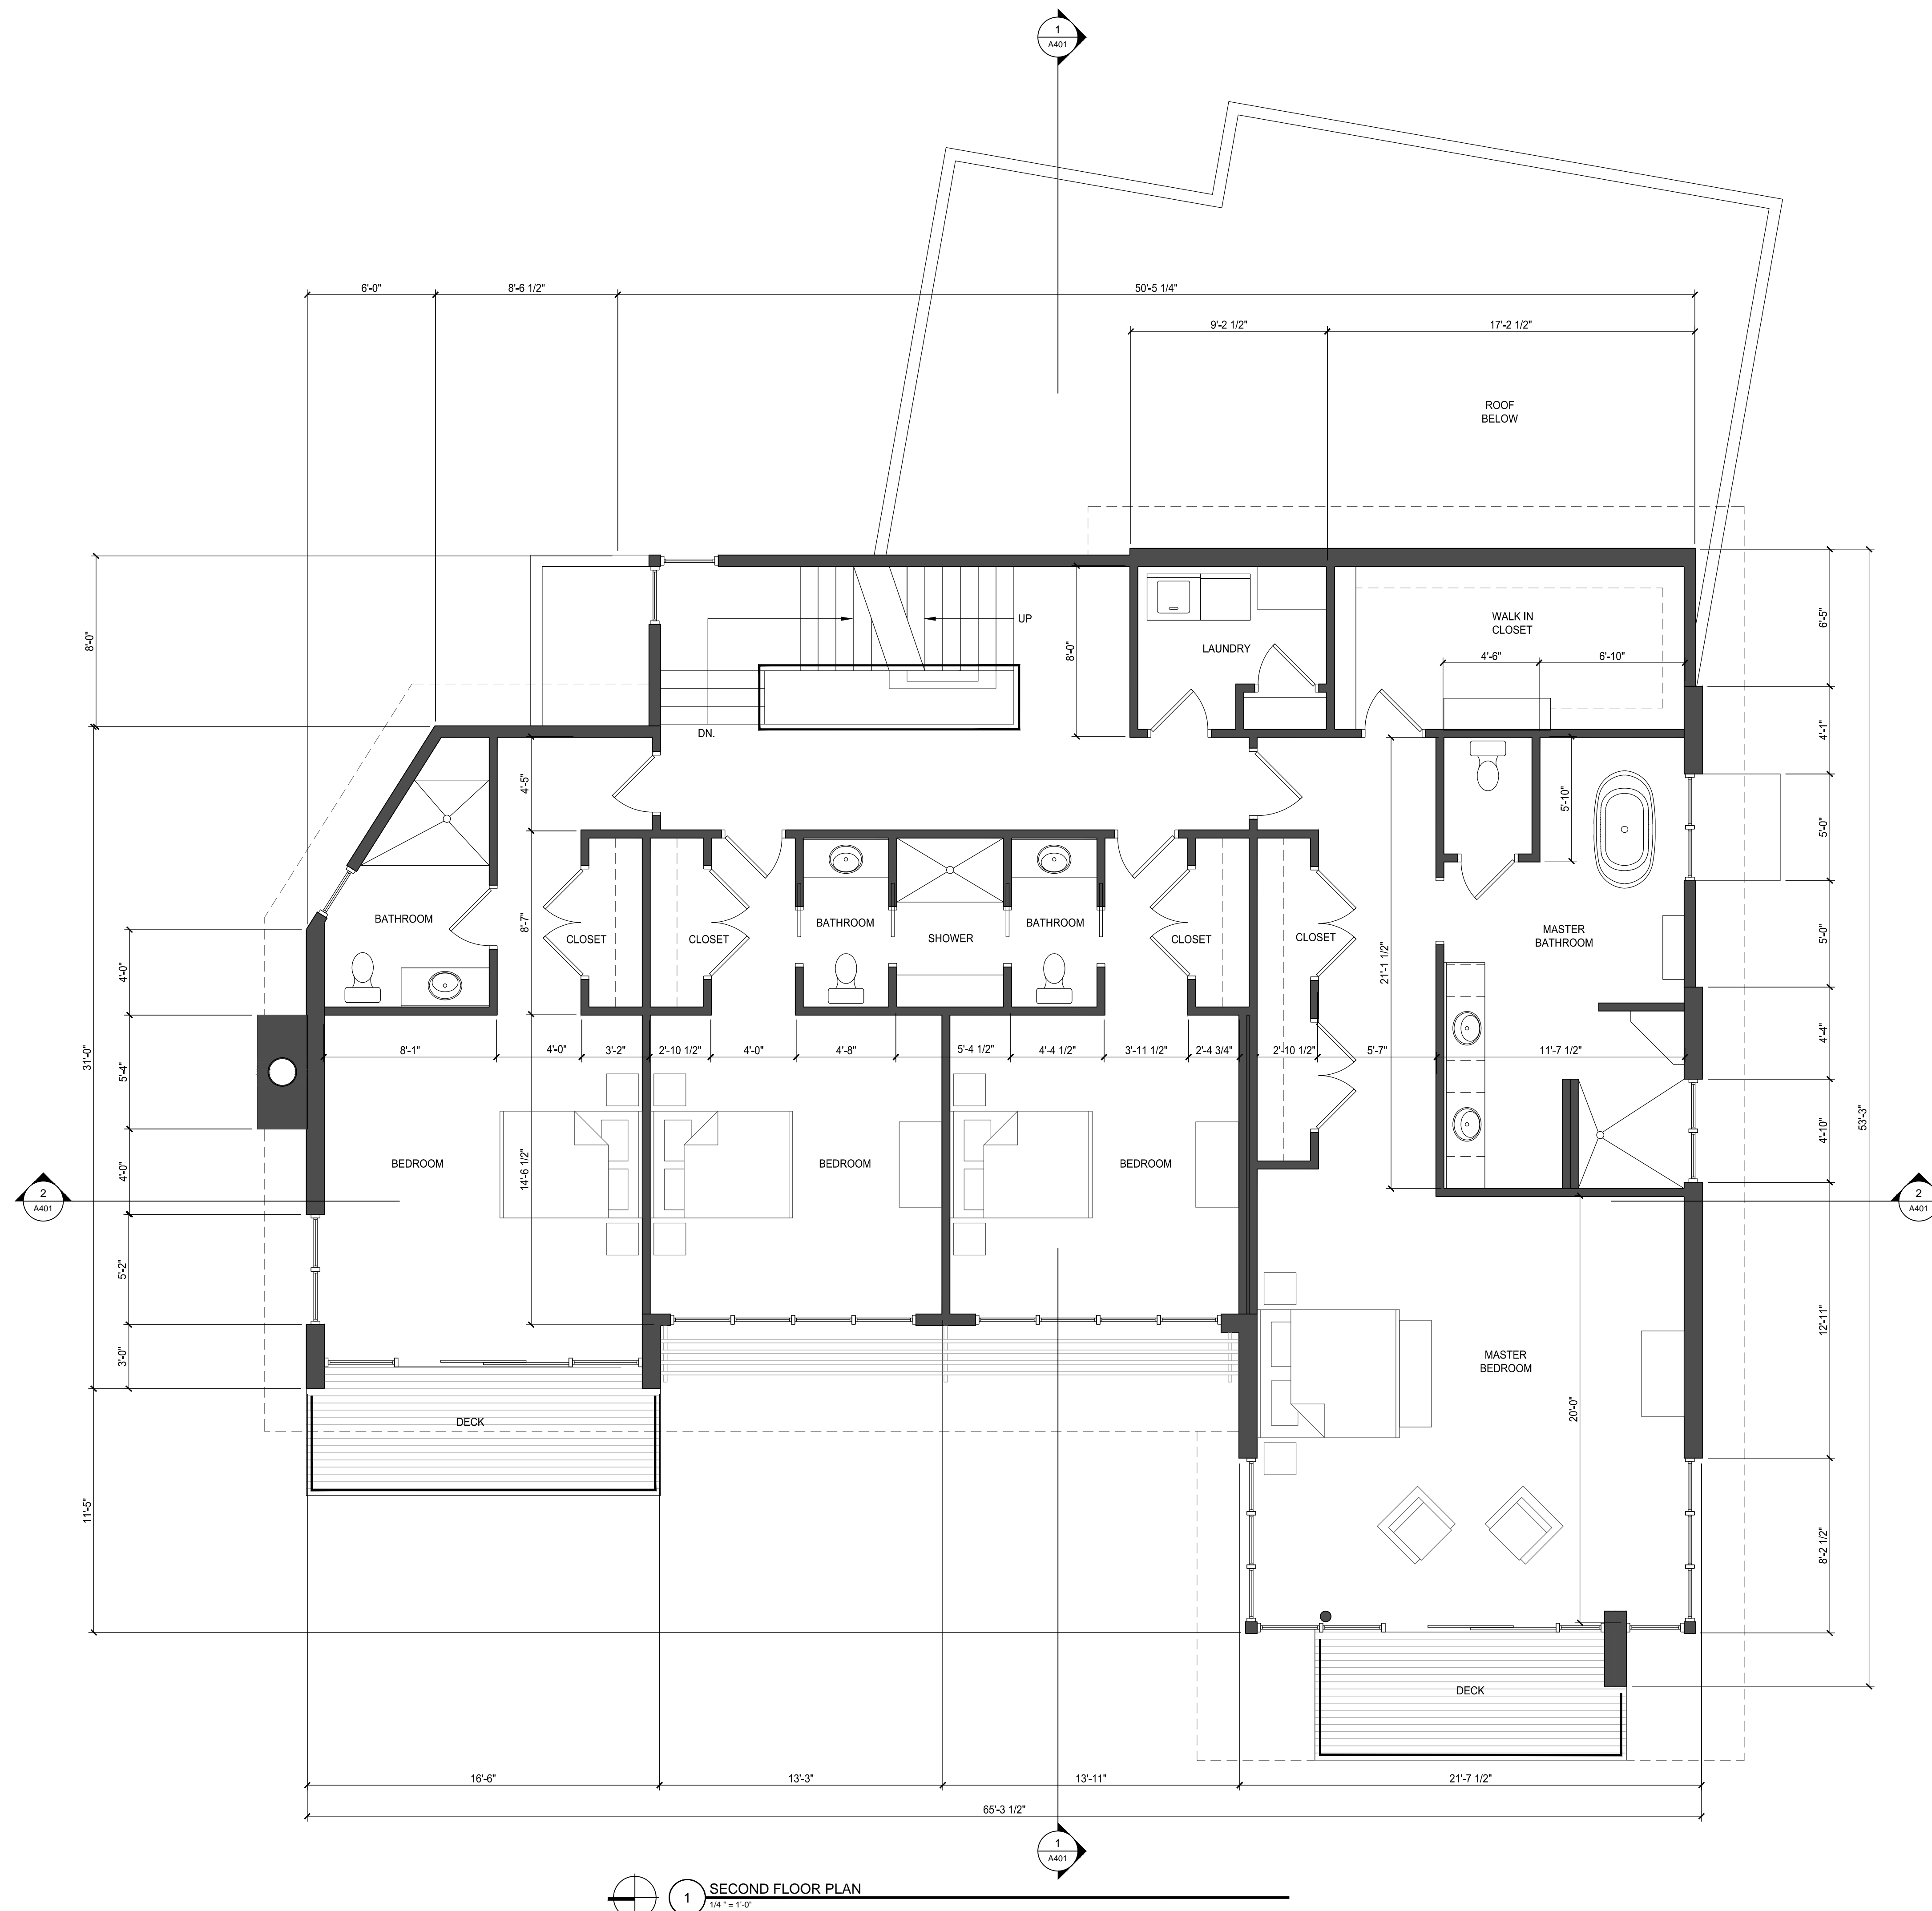 1
A401
6'-0"
8'-6 1/2"
50'-5 1/4"
9'-2 1/2"
17'-2 1/2"
ROOF
BELOW
8'-0"
UP
DN.
8'-0"
LAUNDRY
WALK IN
CLOSET
4'-6"
6'-10"
6'-5"
4'-1"
4'-5"
5'-10"
5'-0"
BATHROOM
8'-7"
CLOSET
CLOSET
BATHROOM
SHOWER
BATHROOM
CLOSET
CLOSET
MASTER
BATHROOM
5'-0"
21'-1 1/2"
4'-0"
31'-0"
5'-4"
8'-1"
4'-0"
3'-2"
2'-10 1/2"
4'-0"
4'-8"
5'-4 1/2"
4'-4 1/2"
3'-11 1/2"
2'-4 3/4"
2'-10 1/2"
5'-7"
11'-7 1/2"
4'-4"
4'-10"
53'-3"
4'-0"
14'-6 1/2"
BEDROOM
BEDROOM
BEDROOM
2
A401
2
A401
5'-2"
3'-0"
12'-11"
MASTER
BEDROOM
20'-0"
DECK
11'-5"
8'-2 1/2"
DECK
16'-6"
13'-3"
13'-11"
21'-7 1/2"
65'-3 1/2"
1
A401
1
SECOND FLOOR PLAN
1/4 " = 1'-0"